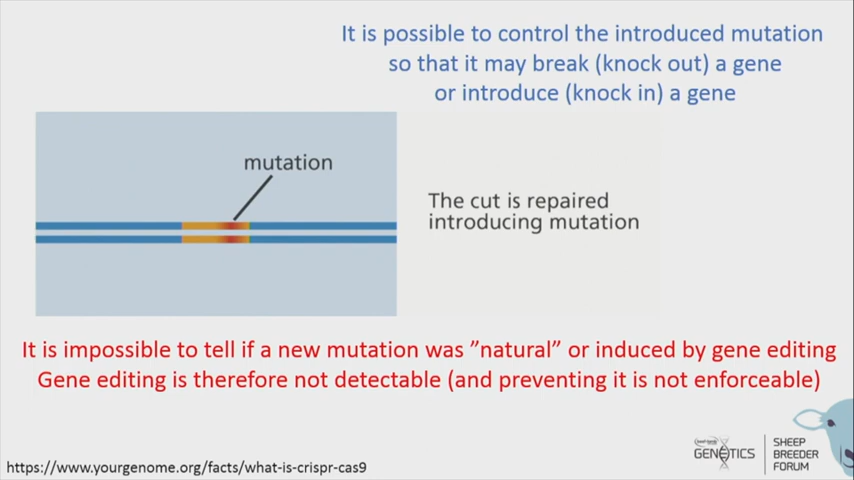 It is possible to control the introduced mutation
so that it may break (knock out) a gene
or introduce (knock in) a gene
mutation
The cut is repaired
introducing mutation
It is impossible to tell if a new mutation was ”natural” or induced by gene editing
Gene editing is therefore not detectable (and preventing it is not enforceable)
GENETICS
SHEEP
BREEDER
FORUM
https://www.yourgenome.org/facts/what-is-crispr-cas9